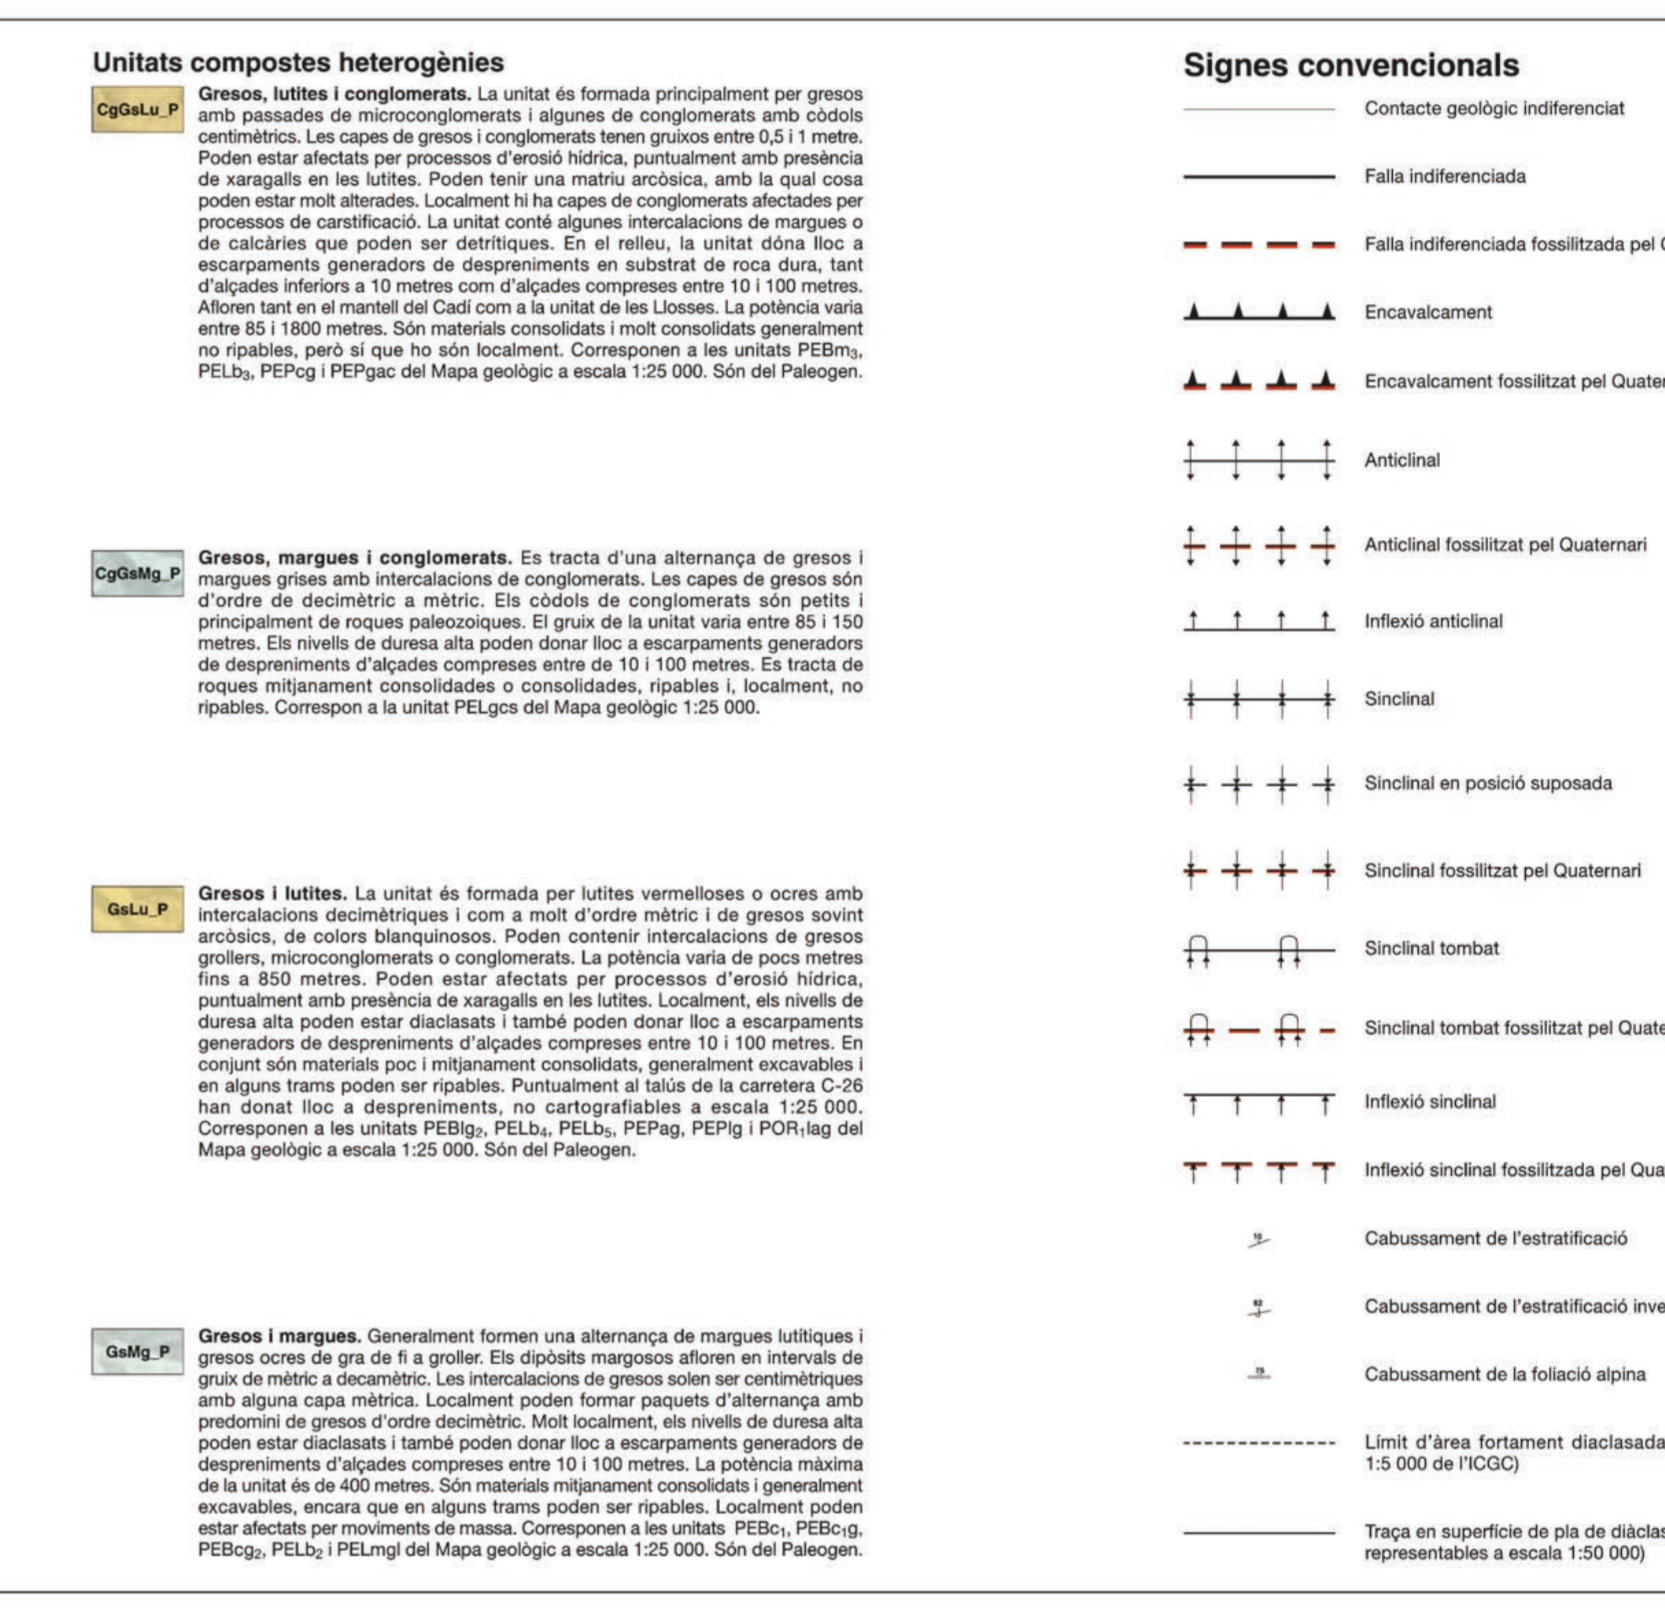 Unitats compostes heterogènies
CgGsLu_P
Gresos, lutites i conglomerats. La unitat és formada principalment per gresos
amb passades de microconglomerats i algunes de conglomerats amb còdols
centimètrics. Les capes de gresos i conglomerats tenen gruixos entre 0,5 i 1 metre.
Poden estar afectats per processos d'erosió hídrica, puntualment amb presència
de xaragalls en les lutites. Poden tenir una matriu arcòsica, amb la qual cosa
poden estar molt alterades. Localment hi ha capes de conglomerats afectades per
processos de carstificació. La unitat conté algunes intercalacions de margues o
de calcàries que poden ser detrítiques. En el relleu, la unitat dóna lloc a
escarpaments generadors de despreniments en substrat de roca dura, tant
d'alçades inferiors a 10 metres com d'alçades compreses entre 10 i 100 metres.
Afloren tant en el mantell del Cadí com a la unitat de les Llosses. La potència varia
entre 85 i 1800 metres. Són materials consolidats i molt consolidats generalment
no ripables, però sí que ho són localment. Corresponen a les unitats PEBm₃,
PELb₃, PEPcg i PEPgac del Mapa geològic a escala 1:25 000. Són del Paleogen.
CgGsMg_P
Gresos, margues i conglomerats. Es tracta d'una alternança de gresos i
margues grises amb intercalacions de conglomerats. Les capes de gresos són
d'ordre de decimètric a mètric. Els còdols de conglomerats són petits i
principalment de roques paleozoiques. El gruix de la unitat varia entre 85 i 150
metres. Els nivells de duresa alta poden donar lloc a escarpaments generadors
de despreniments d'alçades compreses entre de 10 i 100 metres. Es tracta de
roques mitjanament consolidades o consolidades, ripables i, localment, no
ripables. Correspon a la unitat PELgcs del Mapa geològic 1:25 000.
GsLu_P
Gresos i lutites. La unitat és formada per lutites vermelloses o ocres amb
intercalacions decimètriques i com a molt d'ordre mètric i de gresos sovint
arcòsics, de colors blanquinosos. Poden contenir intercalacions de gresos
grollers, microconglomerats o conglomerats. La potència varia de pocs metres
fins a 850 metres. Poden estar afectats per processos d'erosió hídrica,
puntualment amb presència de xaragalls en les lutites. Localment, els nivells de
duresa alta poden estar diaclasats i també poden donar lloc a escarpaments
generadors de despreniments d'alçades compreses entre 10 i 100 metres. En
conjunt són materials poc i mitjanament consolidats, generalment excavables i
en alguns trams poden ser ripables. Puntualment al talús de la carretera C-26
han donat lloc a despreniments, no cartografiables a escala 1:25 000.
Corresponen a les unitats PEBlg₂, PELb₄, PELb₅, PEPag, PEPlg i POR₁lag del
Mapa geològic a escala 1:25 000. Són del Paleogen.
GsMg_P
Gresos i margues. Generalment formen una alternança de margues lutítiques i
gresos ocres de gra de fi a groller. Els dipòsits margosos afloren en intervals de
gruix de mètric a decamètric. Les intercalacions de gresos solen ser centimètriques
amb alguna capa mètrica. Localment poden formar paquets d'alternança amb
predomini de gresos d'ordre decimètric. Molt localment, els nivells de duresa alta
poden estar diaclasats i també poden donar lloc a escarpaments generadors de
despreniments d'alçades compreses entre 10 i 100 metres. La potència màxima
de la unitat és de 400 metres. Són materials mitjanament consolidats i generalment
excavables, encara que en alguns trams poden ser ripables. Localment poden
estar afectats per moviments de massa. Corresponen a les unitats PEBc₁, PEBc₁g,
PEBcg₂, PELb₂ i PELmgl del Mapa geològic a escala 1:25 000. Són del Paleogen.
Signes convencionals
Contacte geològic indiferenciat
Falla indiferenciada
Falla indiferenciada fossilitzada pel
Encavalcament
Encavalcament fossilitzat pel Quater
Anticlinal
Anticlinal fossilitzat pel Quaternari
Inflexió anticlinal
Sinclinal
Sinclinal en posició suposada
Sinclinal fossilitzat pel Quaternari
Sinclinal tombat
Sinclinal tombat fossilitzat pel Quate
Inflexió sinclinal
Inflexió sinclinal fossilitzada pel Qua
10
Cabussament de l'estratificació
82
Cabussament de l'estratificació inve
75
Cabussament de la foliació alpina
Límit d'àrea fortament diaclasada
1:5 000 de l'ICGC)
Traça en superfície de pla de diàclas
representables a escala 1:50 000)